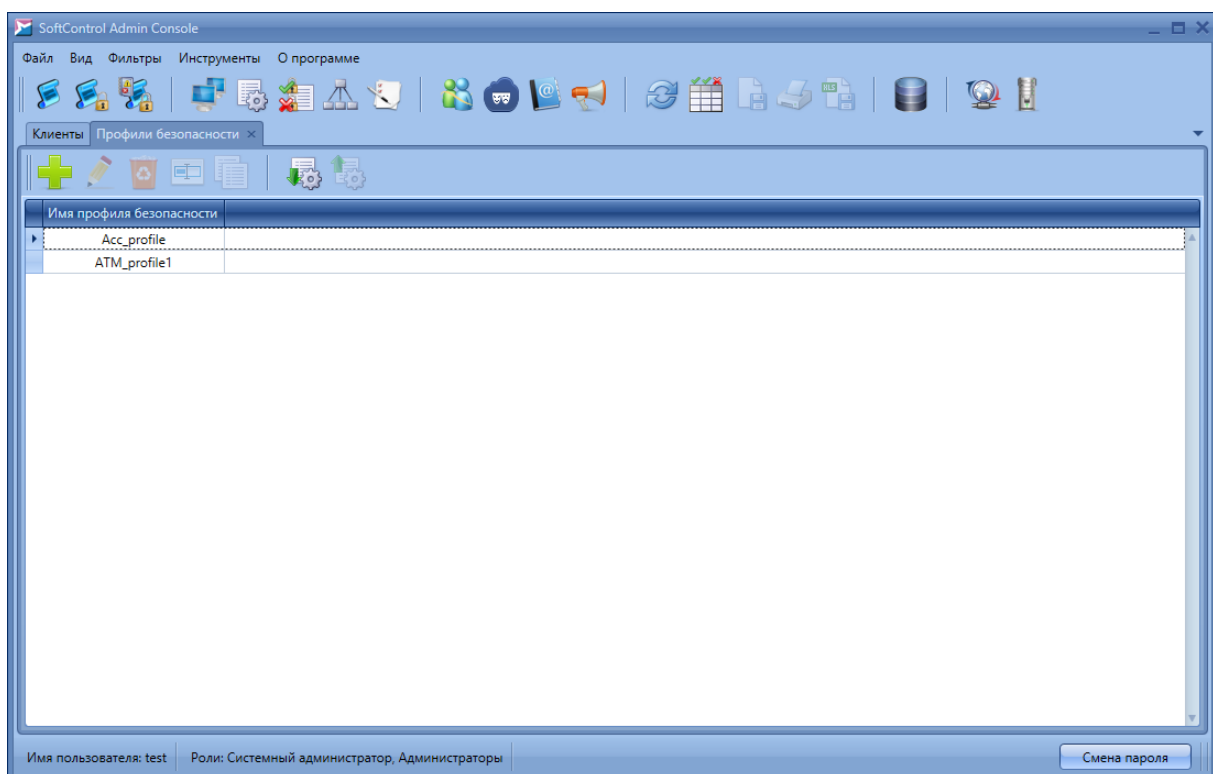 SoftControl Admin Console
Файл Вид Фильтры Инструменты О программе
Клиенты Профили безопасности
Имя профиля безопасности
Acc_profile
ATM_profile1
Имя пользователя: test Роли: Системный администратор, Администраторы Смена пароля